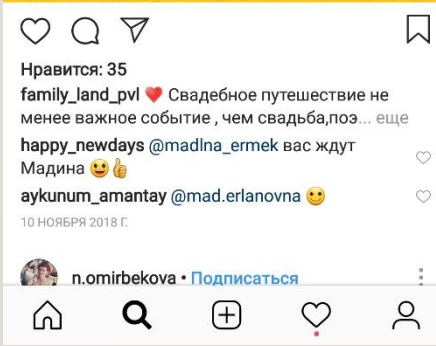 Нравится: 35
family_land_pvl ❤️ Свадебное путешествие не
менее важное событие , чем свадьба,поэ... еще
happy_newdays @madlna_ermek вас ждут
Мадина 😀👍
aykunum_amantay @mad.erlanovna 🙂
10 НОЯБРЯ 2018 Г.
n.omirbekova • Подписаться